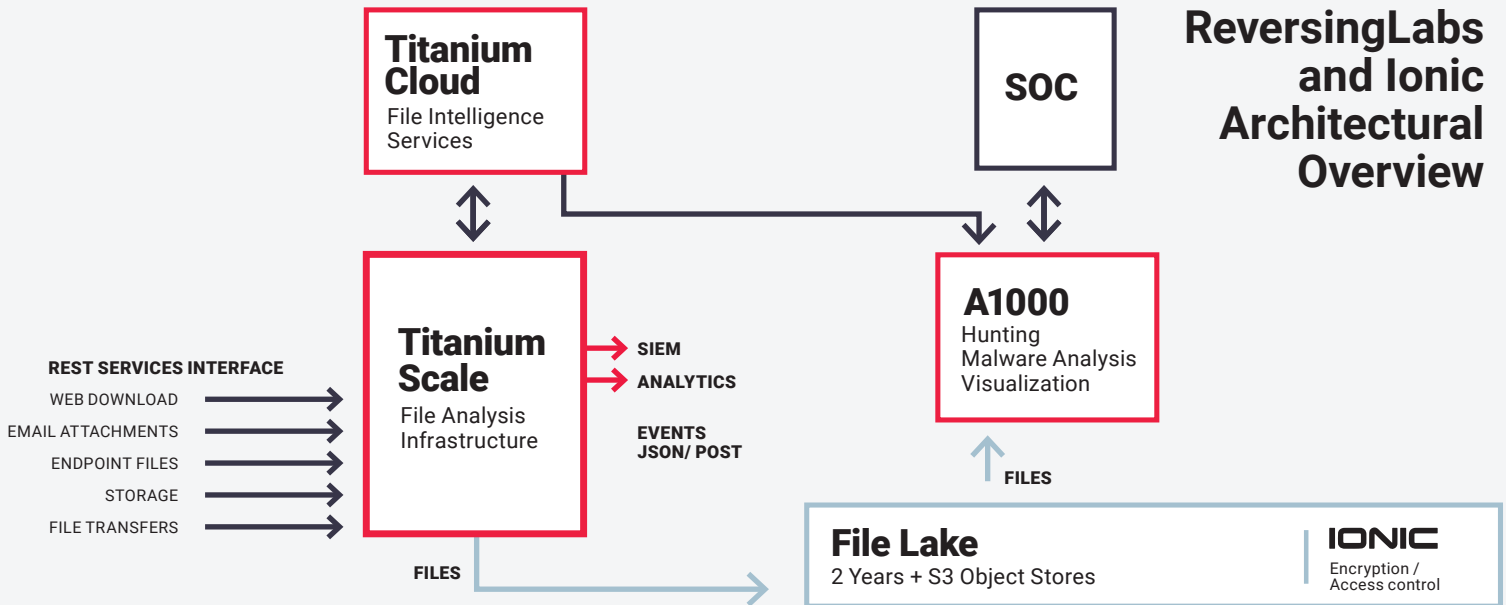 ReversingLabs
and Ionic
Architectural
Overview
Titanium
Cloud
File Intelligence
Services
SOC
REST SERVICES INTERFACE
WEB DOWNLOAD
EMAIL ATTACHMENTS
ENDPOINT FILES
STORAGE
FILE TRANSFERS
Titanium
Scale
File Analysis
Infrastructure
SIEM
ANALYTICS
EVENTS
JSON/ POST
A1000
Hunting
Malware Analysis
Visualization
FILES
FILES
File Lake
2 Years + S3 Object Stores
IONIC
Encryption /
Access control